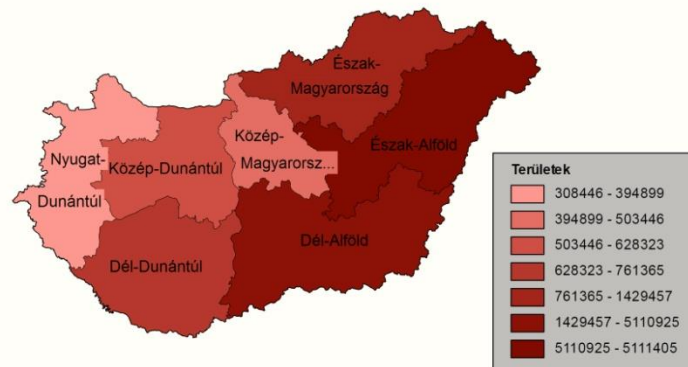 Észak-
Magyarország
Nyugat-
Dunántúl
Közép-Dunántúl
Közép-
Magyarorsz...
Észak-Alföld
Dél-Dunántúl
Dél-Alföld
Területek
308446 - 394899
394899 - 503446
503446 - 628323
628323 - 761365
761365 - 1429457
1429457 - 5110925
5110925 - 5111405